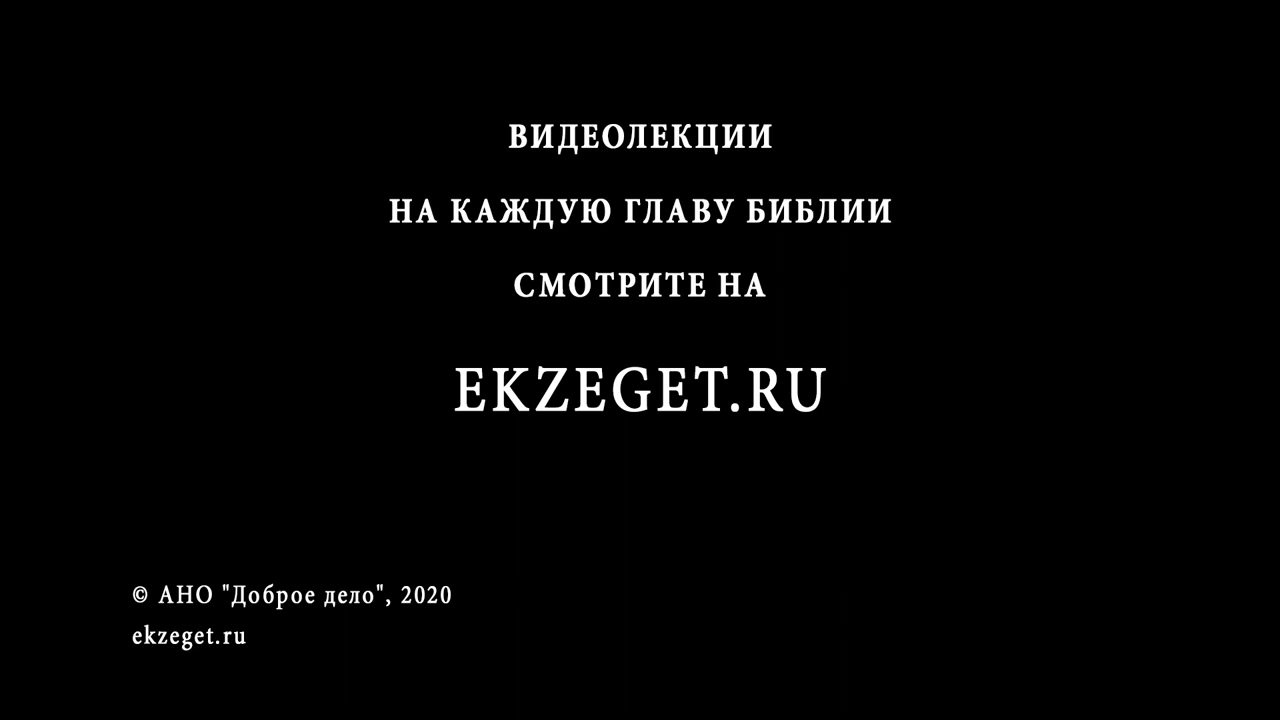 ВИДЕОЛЕКЦИИ
НА КАЖДУЮ ГЛАВУ БИБЛИИ
СМОТРИТЕ НА
EKZEGET.RU
© АНО "Доброе дело", 2020
ekzeget.ru